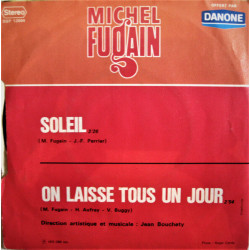 Stereo
MICHEL
FUGAIN
OFFERT PAR
DANONE
SOLEIL
(M. Fugain - J.-P. Perrier)
ON LAISSE TOUS UN JOUR
(M. Fugain - H. Aufray - V. Buggy)
Direction artistique et musicale : Jean Bouchety